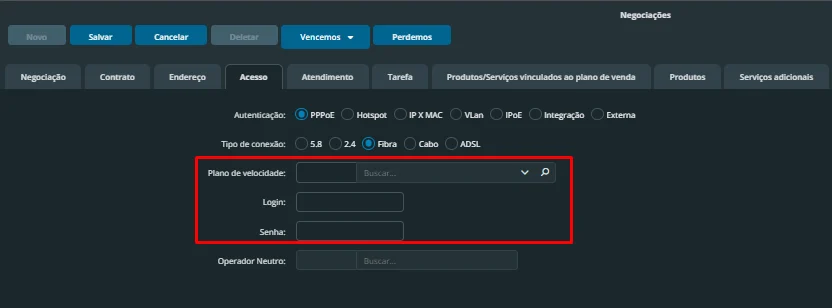 Negociações
Novo Salvar Cancelar Deletar Vencemos Perdemos
Negociação Contrato Endereço Acesso Atendimento Tarefa Produtos/Serviços vinculados ao plano de venda Produtos Serviços adicionais
Autenticação: PPPoE Hotspot IP X MAC VLan IPoE Integração Externa
Tipo de conexão: 5.8 2.4 Fibra Cabo ADSL
Plano de velocidade: Buscar...
Login:
Senha:
Operador Neutro: Buscar...